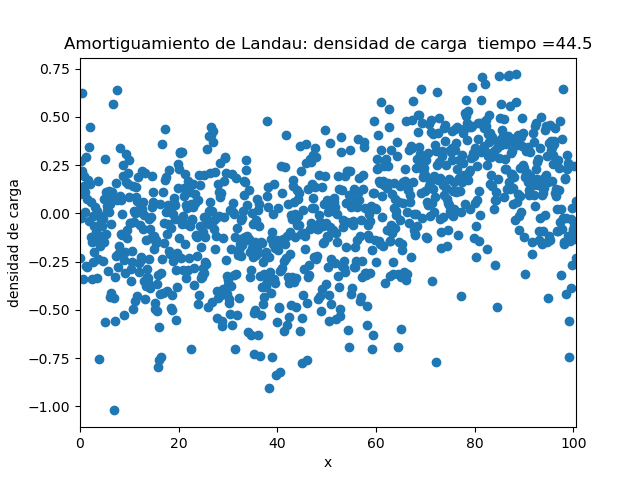 Amortiguamiento de Landau: densidad de carga  tiempo =44.5
0.75
0.50
0.25
0.00
−0.25
−0.50
−0.75
−1.00
densidad de carga
0 20 40 60 80 100
x